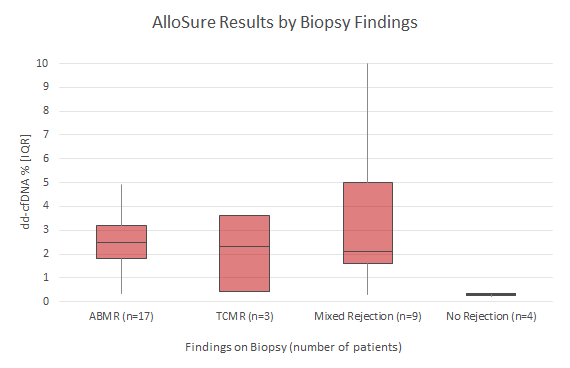 AlloSure Results by Biopsy Findings
10
9
8
7
6
5
4
3
2
1
0
dd-cfDNA % [IQR]
ABMR (n=17) TCMR (n=3) Mixed Rejection (n=9) No Rejection (n=4)
Findings on Biopsy (number of patients)